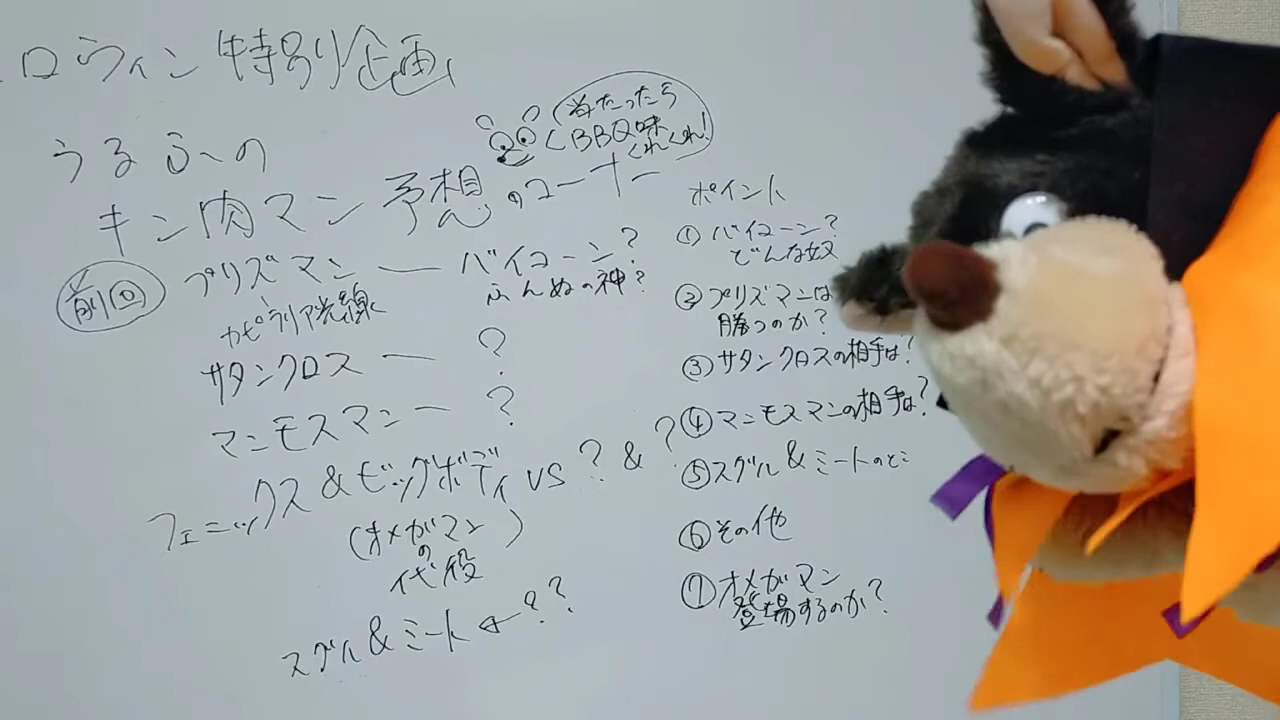 ロウィン特別企画
うるふの
キン肉マン予想のコーナー
当たったら
BBQ味
くれくれ!
前回
プリズマン ー バイコーン?
カピラリア光線 ふんぬの神?
サタンクロス ー ?
マンモスマン ー ?
フェニックス&ビッグボディ VS ? & ?
(オメガマン
の
代役)
スグル&ミート ← ??
ポイント
① バイコーン?
どんな奴
② プリズマンは
勝つのか?
③ サタンクロスの相手は?
④ マンモスマンの相手は?
⑤ スグル&ミートのとこ
⑥ その他
⑦ オメガマン
登場するのか?